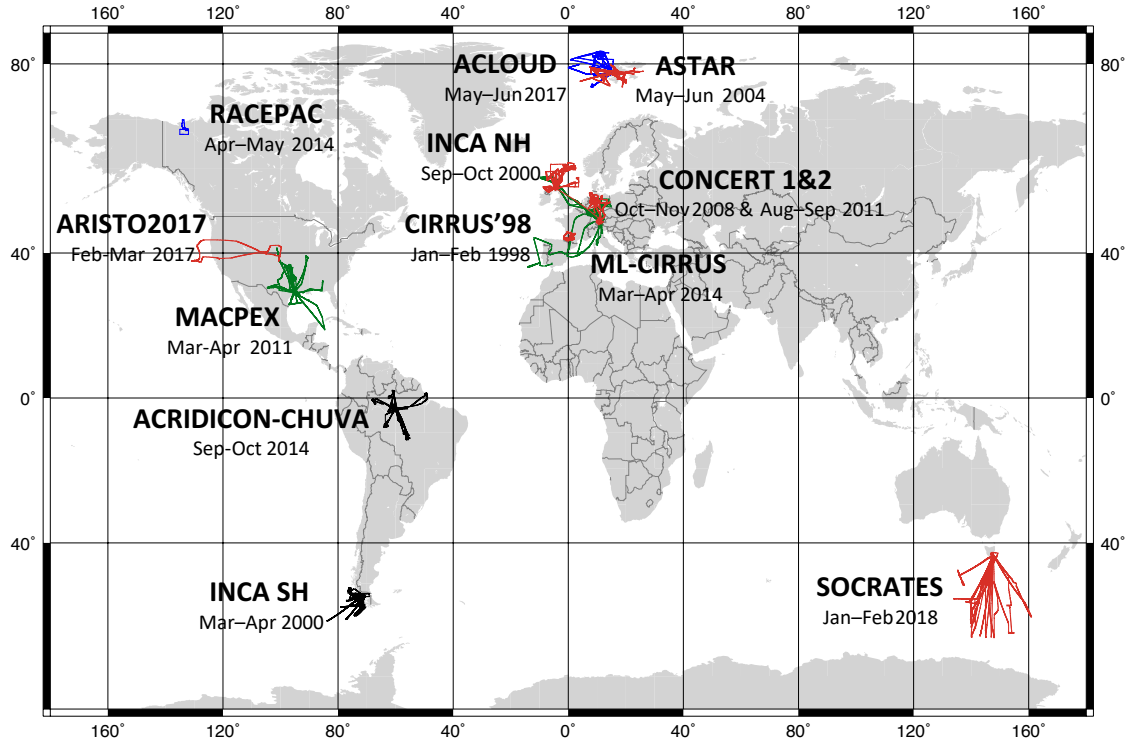 160° 120° 80° 40° 0° 40° 80° 120° 160°
80° 80°
ACLOUD
May–Jun 2017
ASTAR
May–Jun 2004
RACEPAC
Apr–May 2014
INCA NH
Sep–Oct 2000
CONCERT 1&2
Oct–Nov 2008 & Aug–Sep 2011
ARISTO2017
Feb-Mar 2017
CIRRUS’98
Jan–Feb 1998
40° 40°
ML-CIRRUS
Mar–Apr 2014
MACPEX
Mar-Apr 2011
0° 0°
ACRIDICON-CHUVA
Sep-Oct 2014
40° 40°
INCA SH
Mar–Apr 2000
SOCRATES
Jan–Feb 2018
160° 120° 80° 40° 0° 40° 80° 120° 160°